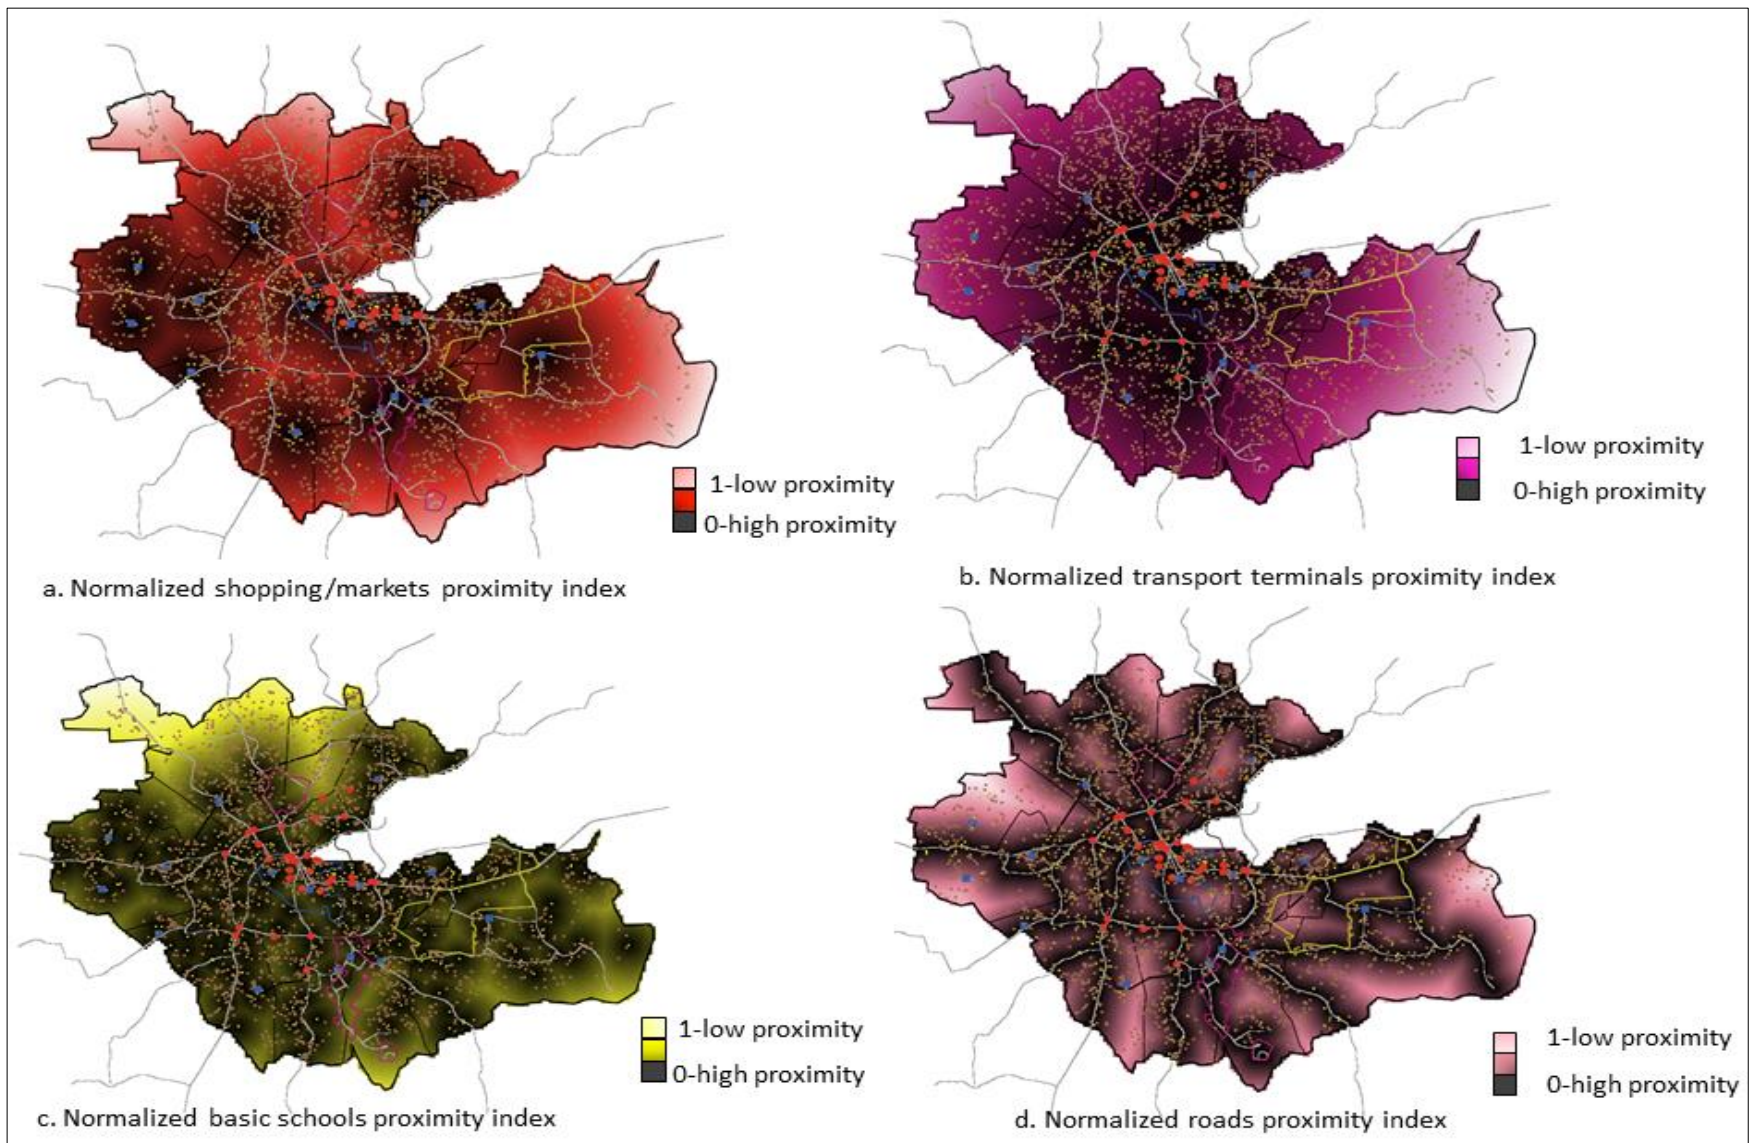 1-low proximity
0-high proximity
a. Normalized shopping/markets proximity index
1-low proximity
0-high proximity
b. Normalized transport terminals proximity index
1-low proximity
0-high proximity
c. Normalized basic schools proximity index
1-low proximity
0-high proximity
d. Normalized roads proximity index